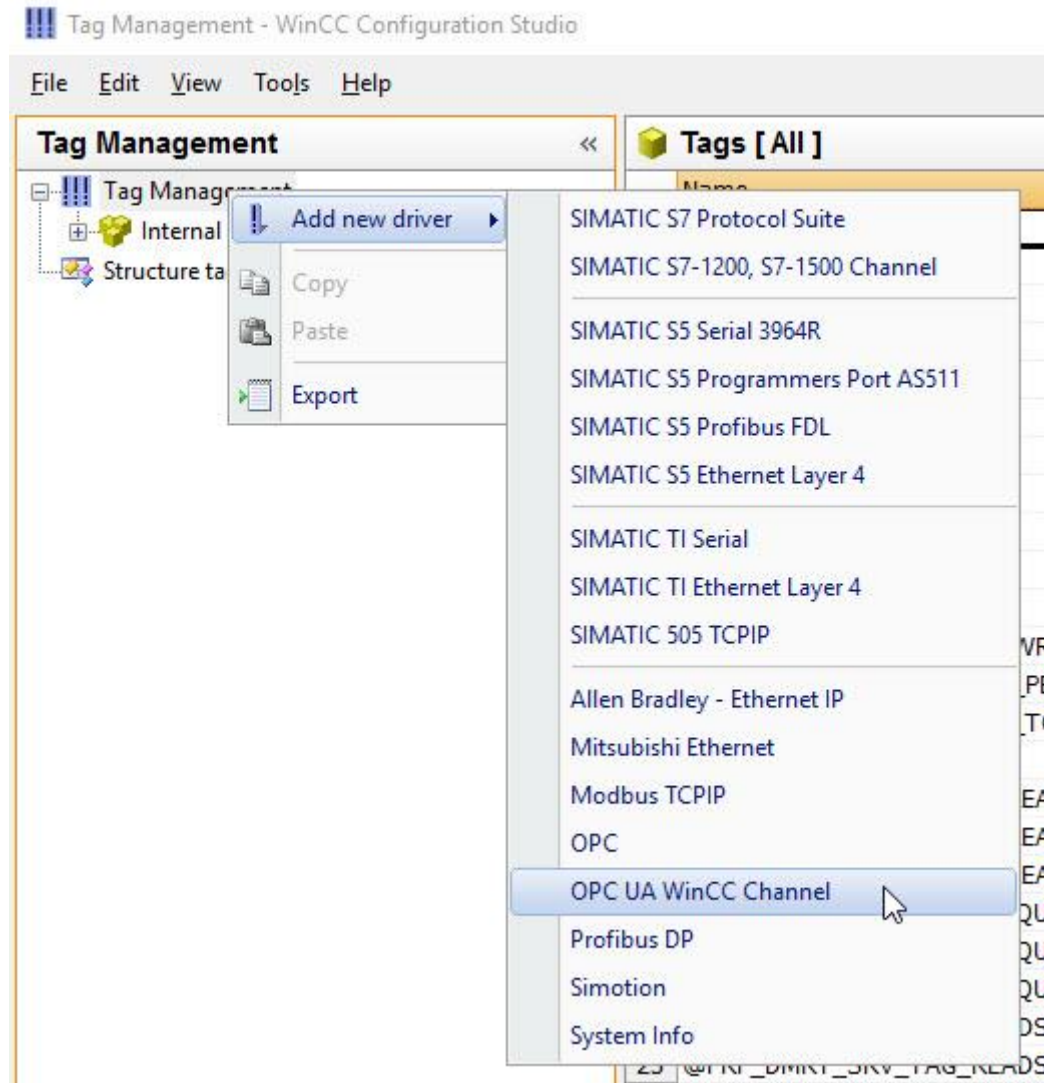 Tag Management - WinCC Configuration Studio
File Edit View Tools Help
Tag Management «
Tags [ All ]
Tag Management
Internal
Structure ta
Name
Add new driver
Copy
Paste
Export
SIMATIC S7 Protocol Suite
SIMATIC S7-1200, S7-1500 Channel
SIMATIC S5 Serial 3964R
SIMATIC S5 Programmers Port AS511
SIMATIC S5 Profibus FDL
SIMATIC S5 Ethernet Layer 4
SIMATIC TI Serial
SIMATIC TI Ethernet Layer 4
SIMATIC 505 TCPIP
Allen Bradley - Ethernet IP
Mitsubishi Ethernet
Modbus TCPIP
OPC
OPC UA WinCC Channel
Profibus DP
Simotion
System Info